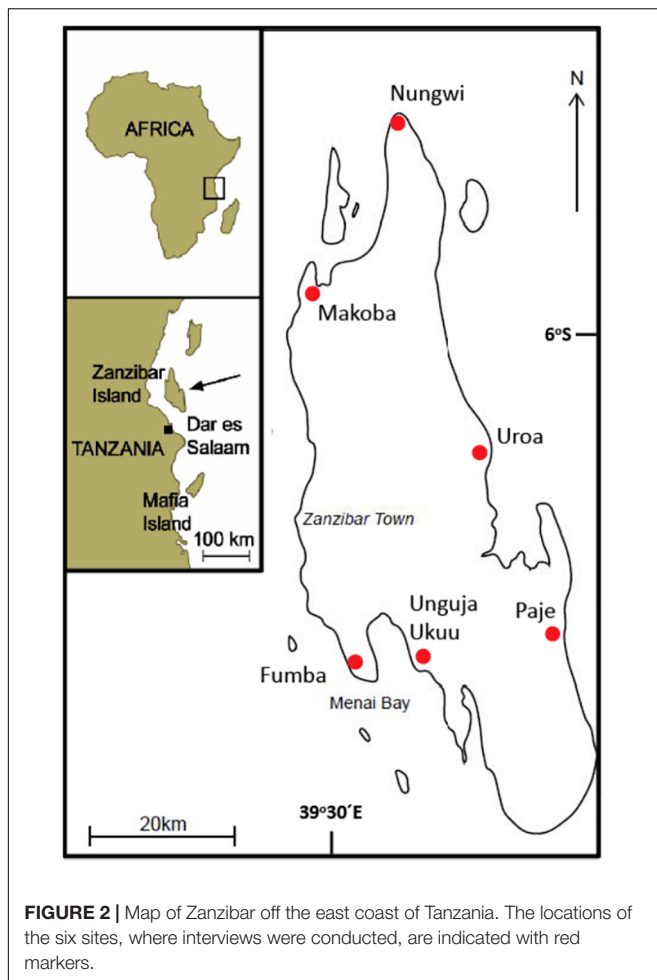 AFRICA
Zanzibar
Island
Dar es
Salaam
TANZANIA
Mafia
Island
100 km
N
Nungwi
Makoba
6°S
Uroa
Zanzibar Town
Unguja
Ukuu
Paje
Fumba
Menai Bay
20km
39°30´E
FIGURE 2 | Map of Zanzibar off the east coast of Tanzania. The locations of
the six sites, where interviews were conducted, are indicated with red
markers.